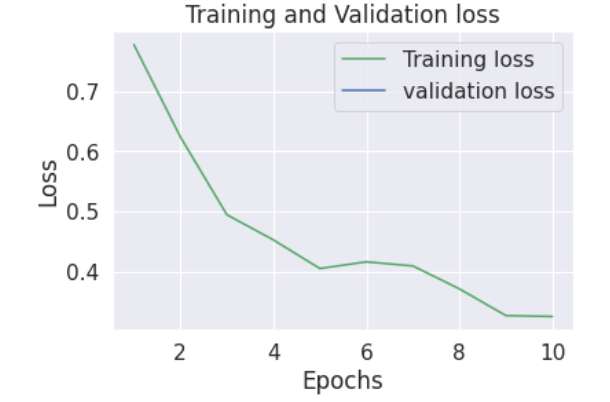 Training and Validation loss
Training loss
validation loss
0.7
0.6
0.5
0.4
Loss
2 4 6 8 10
Epochs